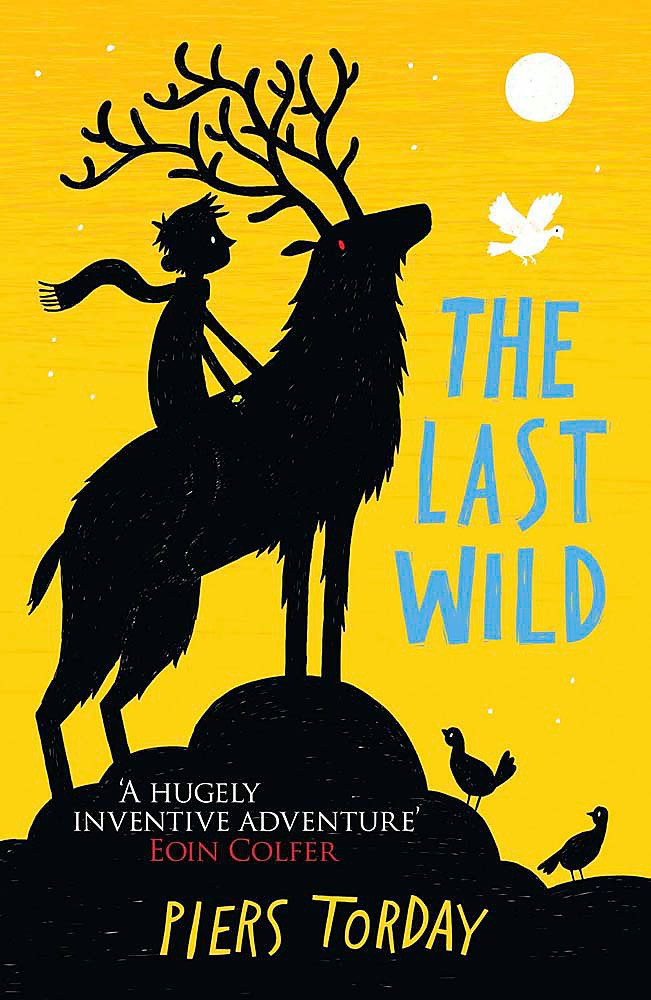 THE
LAST
WILD
‘A HUGELY
INVENTIVE ADVENTURE’
EOIN COLFER
PIERS TORDAY